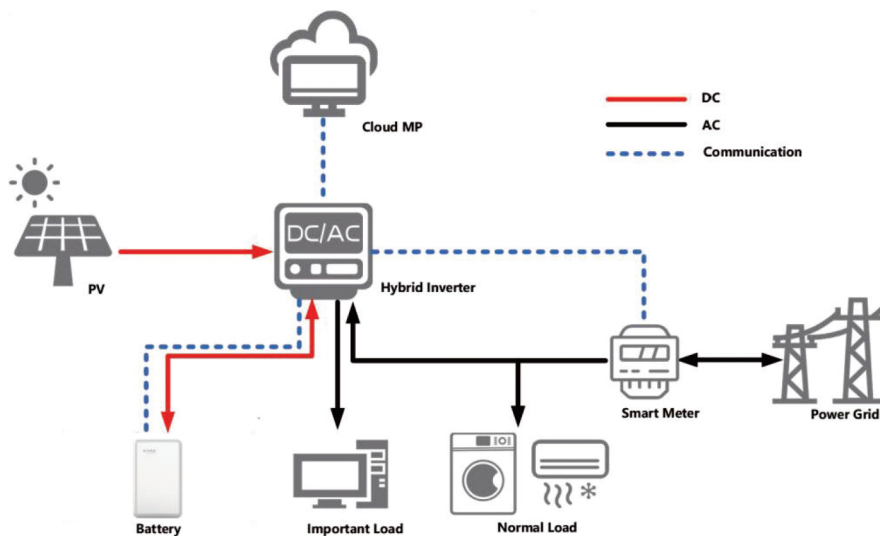 Cloud MP
DC
AC
Communication
DC/AC
PV
Hybrid Inverter
Smart Meter
Power Grid
Battery
Important Load
Normal Load